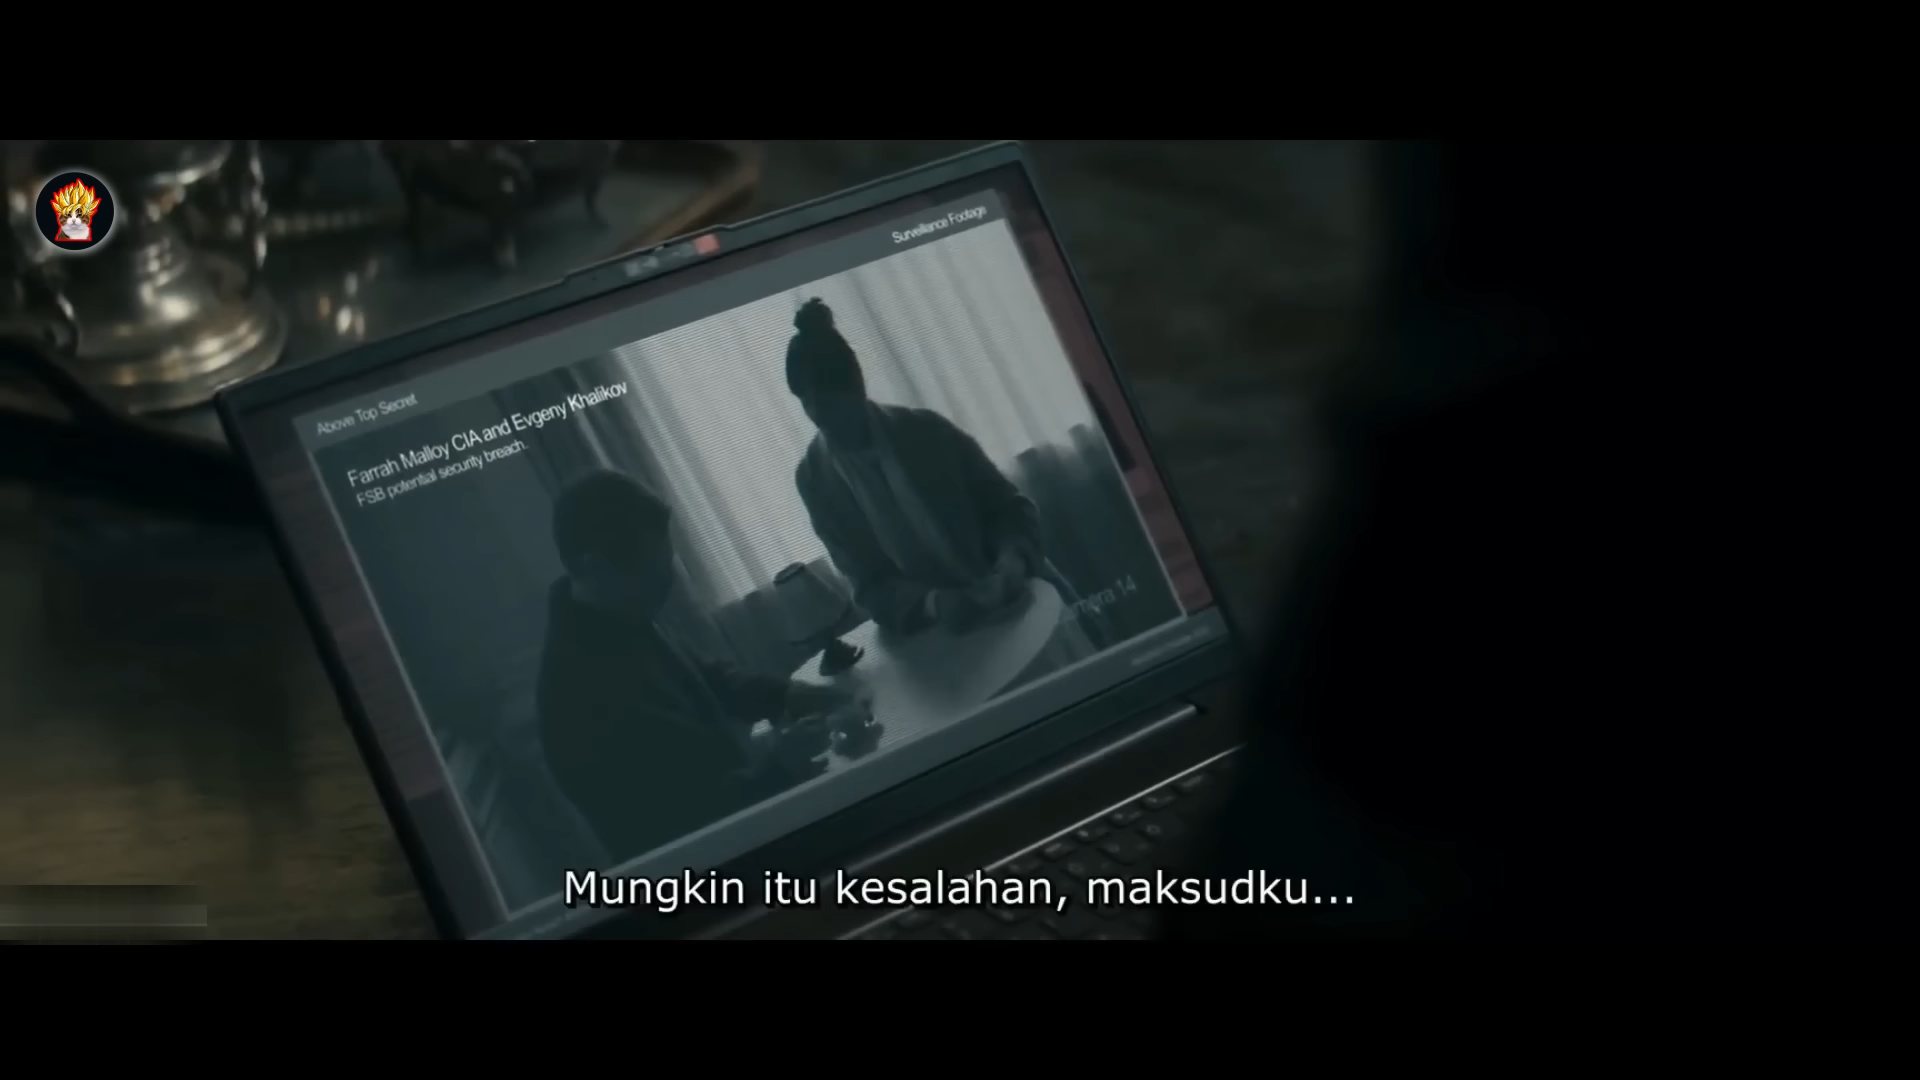 Surveillance Footage
Above Top Secret
Farrah Malloy CIA and Evgeny Khalikov
FSB potential security breach.
14
Mungkin itu kesalahan, maksudku...